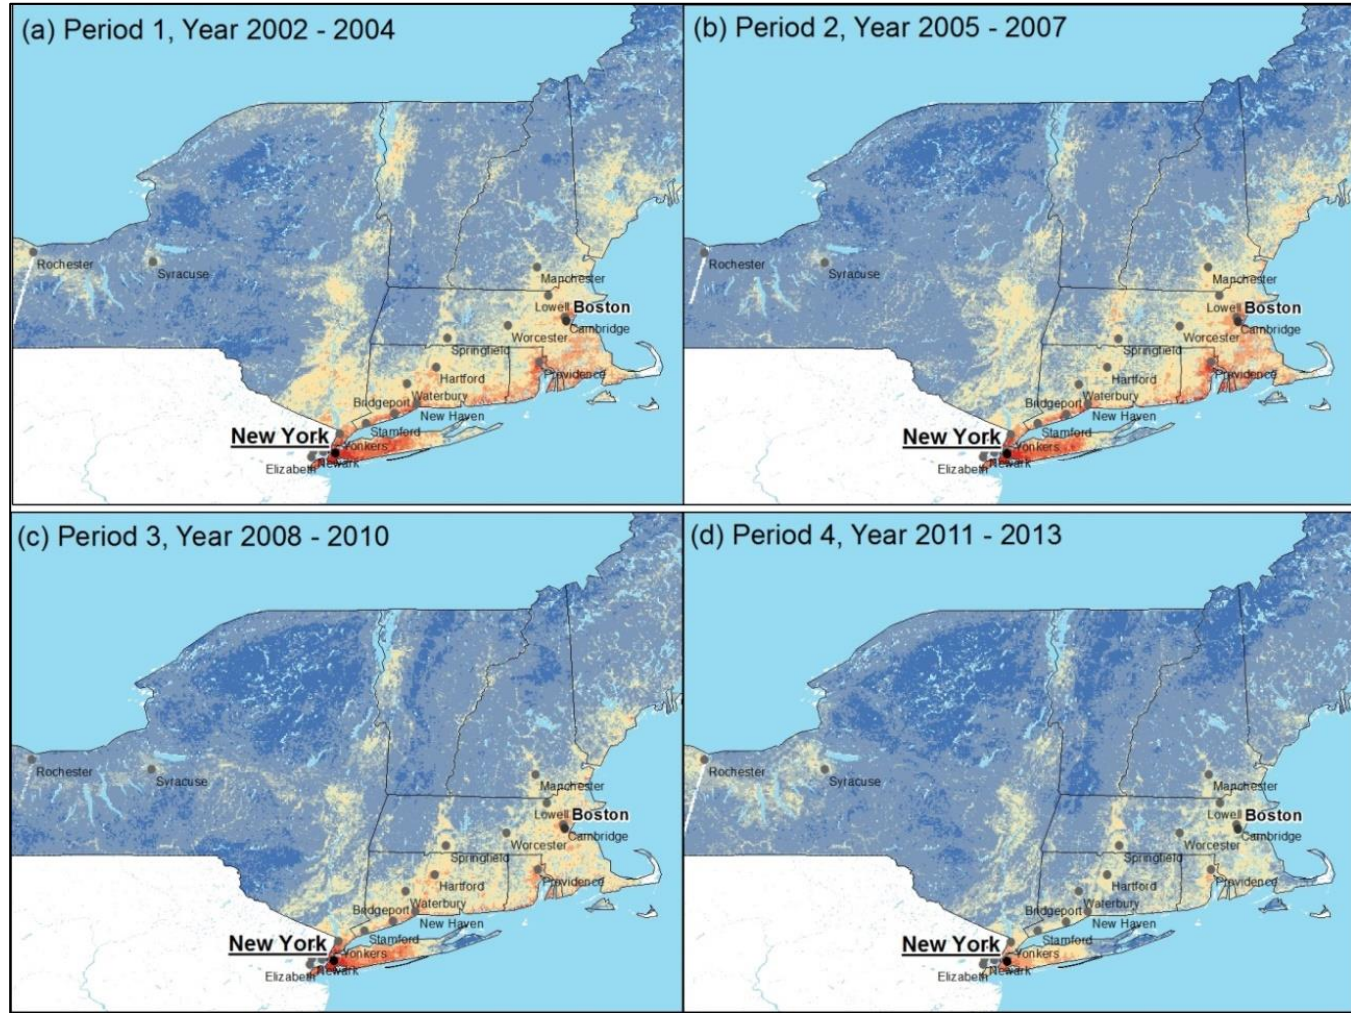 (a) Period 1, Year 2002 - 2004
Rochester
Syracuse
Manchester
Lowell
Boston
Cambridge
Worcester
Springfield
Hartford
Providence
Waterbury
Bridgeport
New Haven
Stamford
New York
Yonkers
Elizabeth
Newark
(b) Period 2, Year 2005 - 2007
Rochester
Syracuse
Manchester
Lowell
Boston
Cambridge
Worcester
Springfield
Hartford
Providence
Waterbury
Bridgeport
New Haven
Stamford
New York
Yonkers
Elizabeth
Newark
(c) Period 3, Year 2008 - 2010
Rochester
Syracuse
Manchester
Lowell
Boston
Cambridge
Worcester
Springfield
Hartford
Providence
Waterbury
Bridgeport
New Haven
Stamford
New York
Yonkers
Elizabeth
Newark
(d) Period 4, Year 2011 - 2013
Rochester
Syracuse
Manchester
Lowell
Boston
Cambridge
Worcester
Springfield
Hartford
Providence
Waterbury
Bridgeport
New Haven
Stamford
New York
Yonkers
Elizabeth
Newark